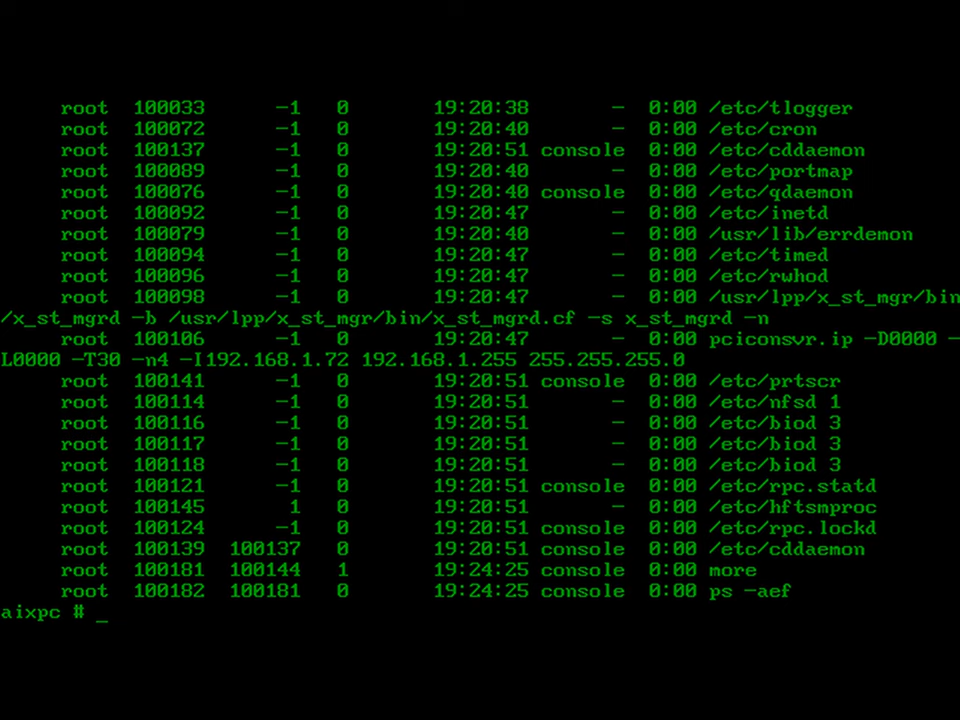 root 100033 -1 0 19:20:38 - 0:00 /etc/tlogger
root 100072 -1 0 19:20:40 - 0:00 /etc/cron
root 100137 -1 0 19:20:51 console 0:00 /etc/cddaemon
root 100089 -1 0 19:20:40 - 0:00 /etc/portmap
root 100076 -1 0 19:20:40 console 0:00 /etc/qdaemon
root 100092 -1 0 19:20:47 - 0:00 /etc/inetd
root 100079 -1 0 19:20:40 - 0:00 /usr/lib/errdemon
root 100094 -1 0 19:20:47 - 0:00 /etc/timed
root 100096 -1 0 19:20:47 - 0:00 /etc/rwhod
root 100098 -1 0 19:20:47 - 0:00 /usr/lpp/x_st_mgr/bin
/x_st_mgrd -b /usr/lpp/x_st_mgr/bin/x_st_mgrd.cf -s x_st_mgrd -n
root 100106 -1 0 19:20:47 - 0:00 pciconsvr.ip -D0000 -
L0000 -T30 -n4 -I192.168.1.72 192.168.1.255 255.255.255.0
root 100141 -1 0 19:20:51 console 0:00 /etc/prtscr
root 100114 -1 0 19:20:51 - 0:00 /etc/nfsd 1
root 100116 -1 0 19:20:51 - 0:00 /etc/biod 3
root 100117 -1 0 19:20:51 - 0:00 /etc/biod 3
root 100118 -1 0 19:20:51 - 0:00 /etc/biod 3
root 100121 -1 0 19:20:51 console 0:00 /etc/rpc.statd
root 100145 1 0 19:20:51 - 0:00 /etc/hftsmproc
root 100124 -1 0 19:20:51 console 0:00 /etc/rpc.lockd
root 100139 100137 0 19:20:51 console 0:00 /etc/cddaemon
root 100181 100144 1 19:24:25 console 0:00 more
root 100182 100181 0 19:24:25 console 0:00 ps -aef
aixpc # _